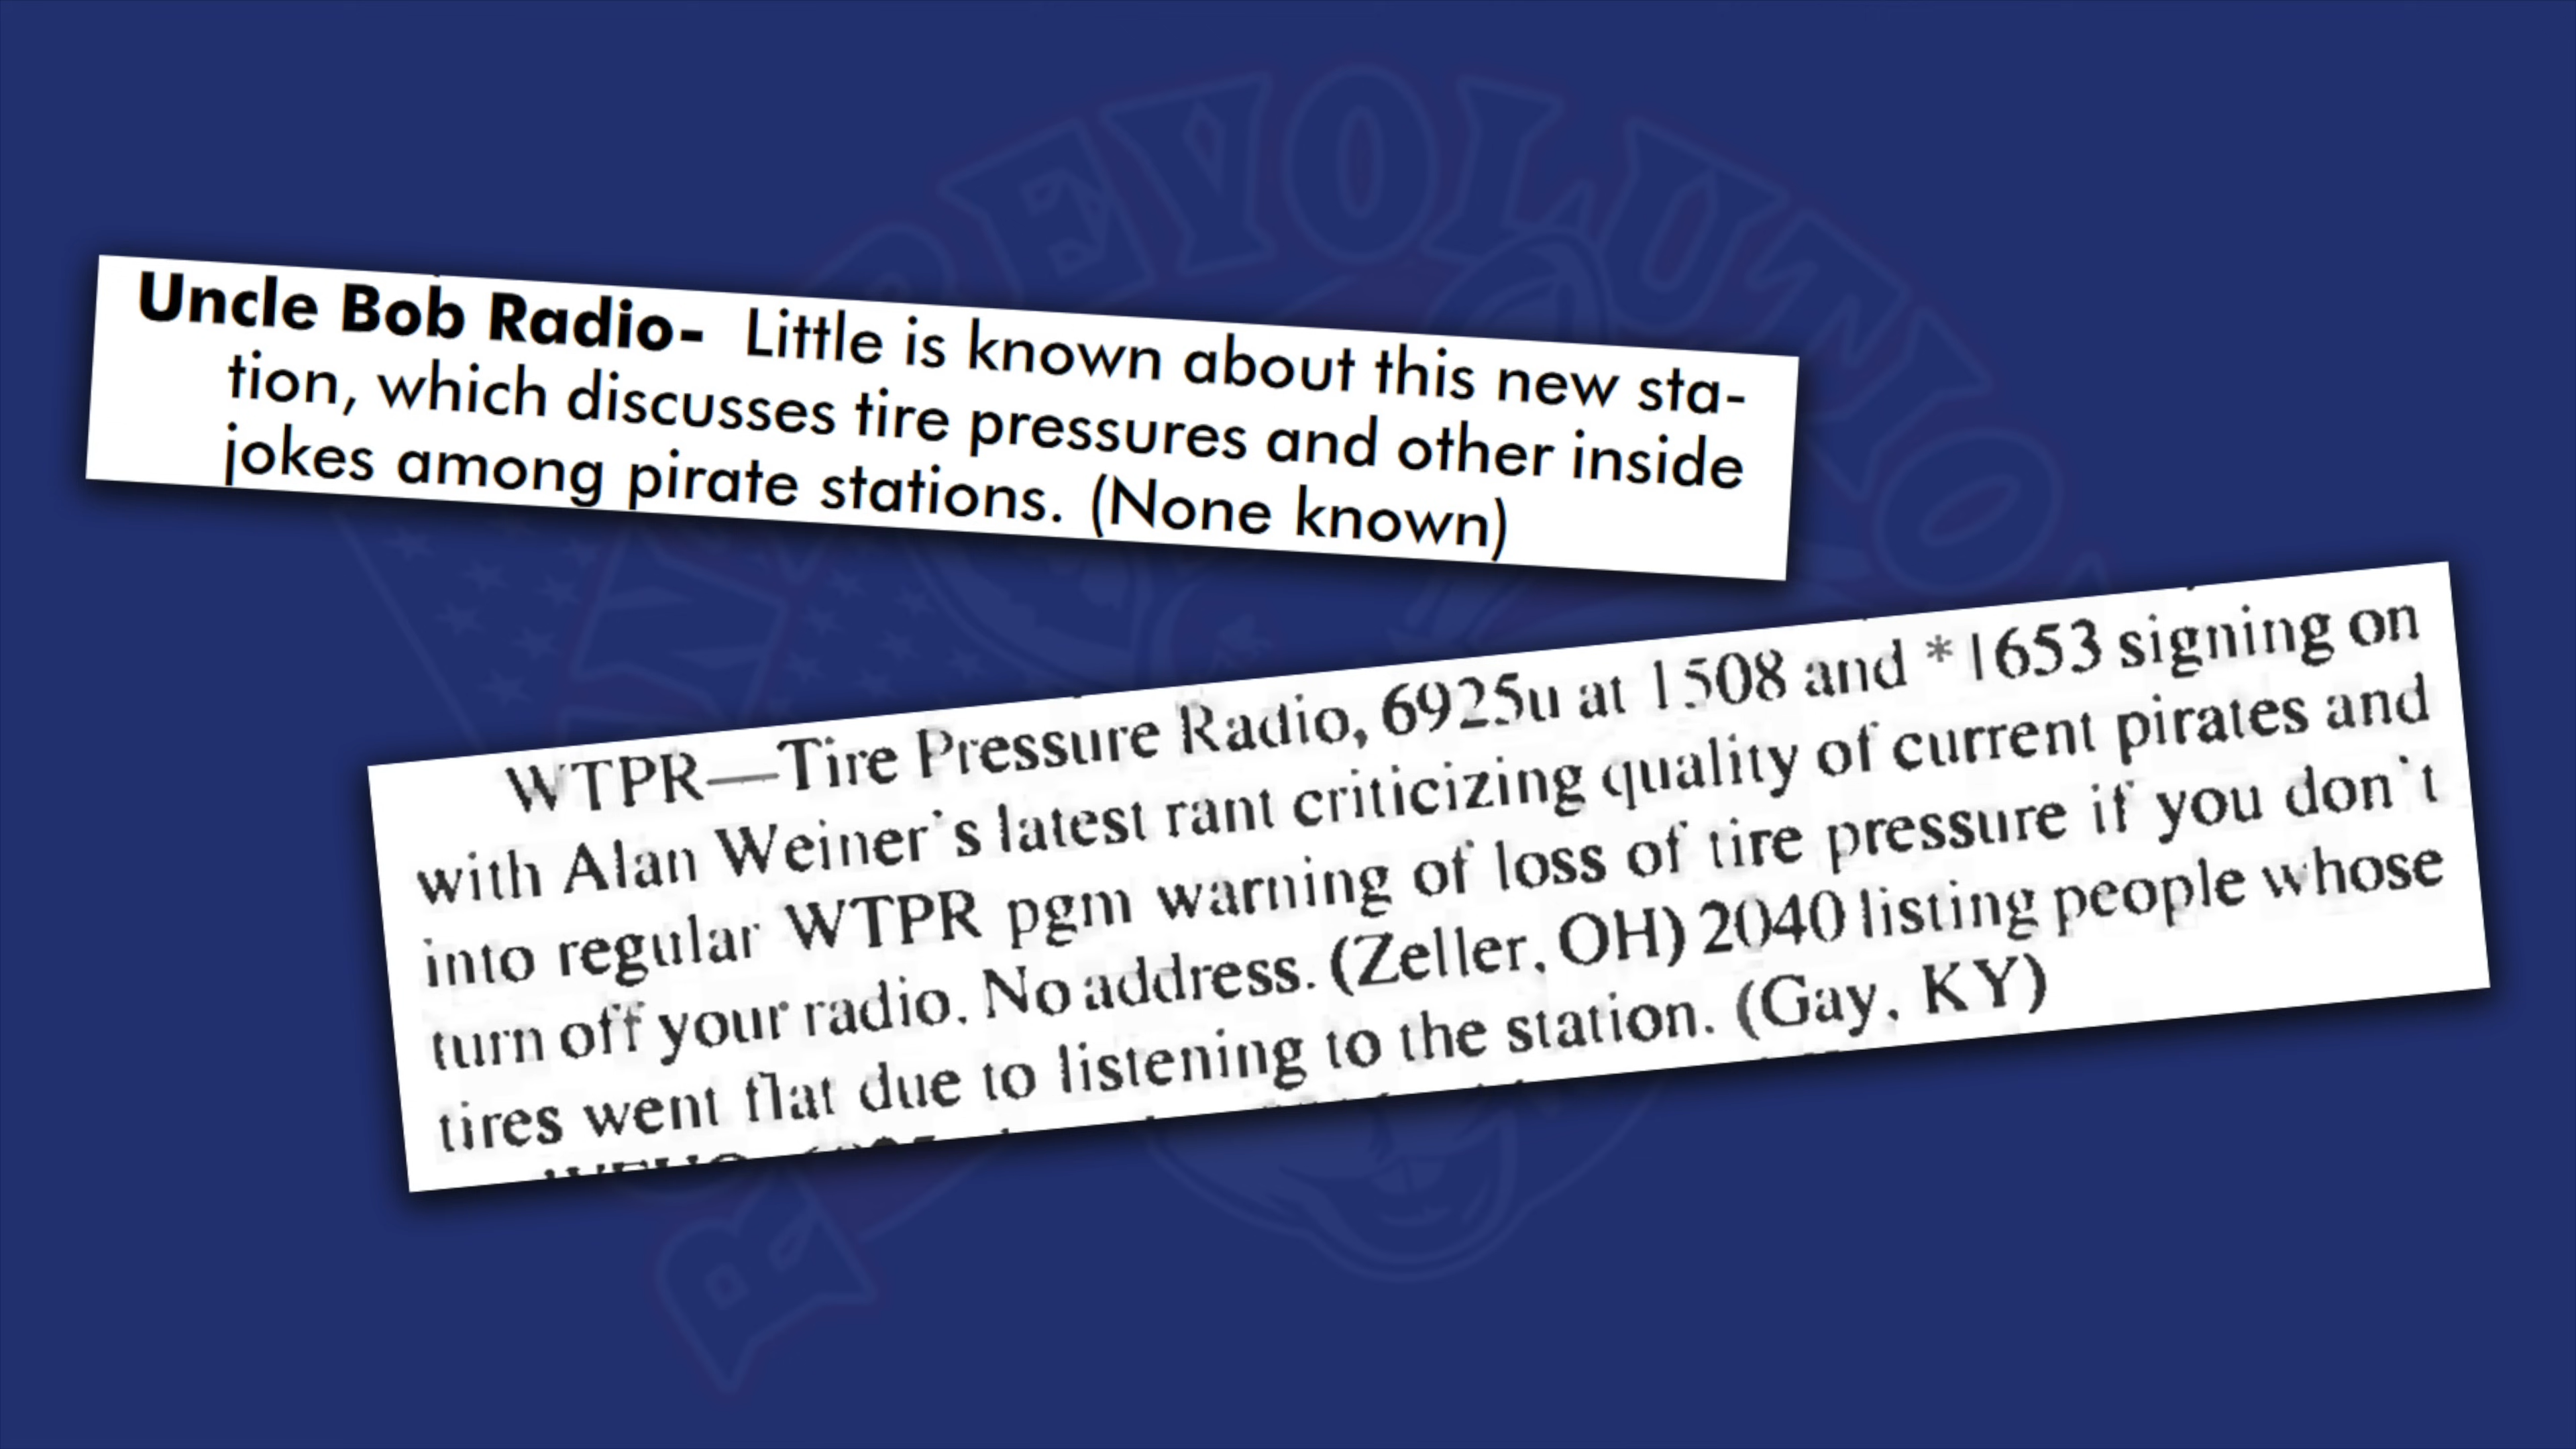 Uncle Bob Radio- Little is known about this new sta-
tion, which discusses tire pressures and other inside
jokes among pirate stations. (None known)
WTPR—Tire Pressure Radio, 6925u at 1508 and *1653 signing on
with Alan Weiner's latest rant criticizing quality of current pirates and
into regular WTPR pgm warning of loss of tire pressure if you don't
turn off your radio. No address. (Zeller, OH) 2040 listing people whose
tires went flat due to listening to the station. (Gay, KY)